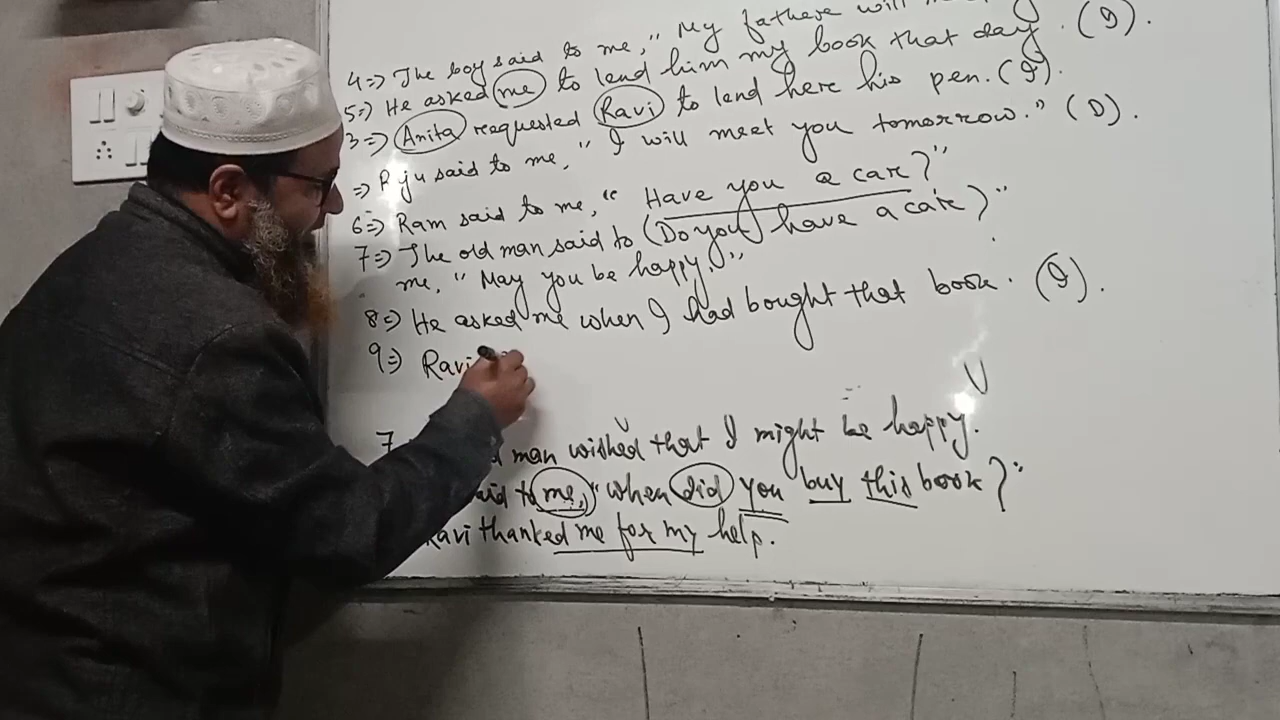 4=) The boy said to me, " My fathere will
5=) He asked me to lend him my book that day. (I).
3=) Anita requested Ravi to lend here his pen. (I).
=) Raju said to me, " I will meet you tomorrow." (D).
6=) Ram said to me, " Have you a car?"
7=) The old man said to (Do you have a car?"
me, " May you be happy."
8=) He asked me when I had bought that book. (I).
9=) Ravi
7 man wished that I might be happy.
said to me, "when did you buy this book?"
Ravi thanked me for my help.